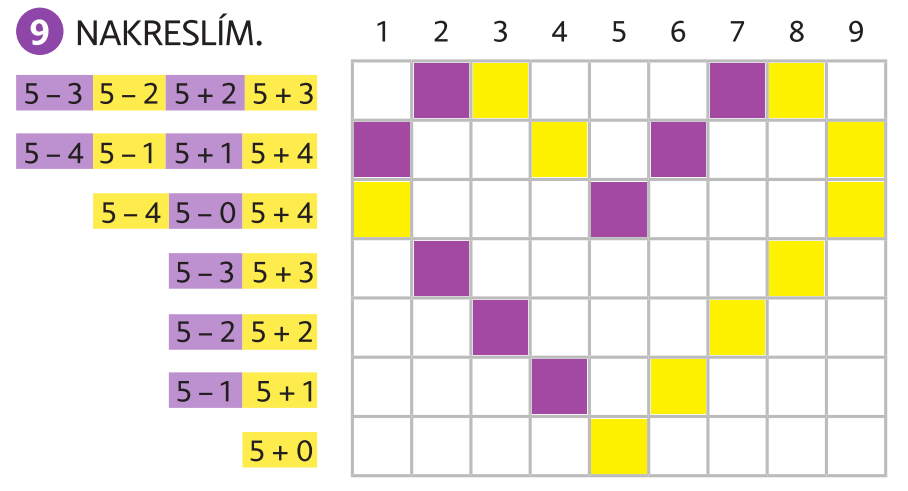 9 NAKRESLÍM.
1 2 3 4 5 6 7 8 9
5 – 3 5 – 2 5 + 2 5 + 3
5 – 4 5 – 1 5 + 1 5 + 4
5 – 4 5 – 0 5 + 4
5 – 3 5 + 3
5 – 2 5 + 2
5 – 1 5 + 1
5 + 0